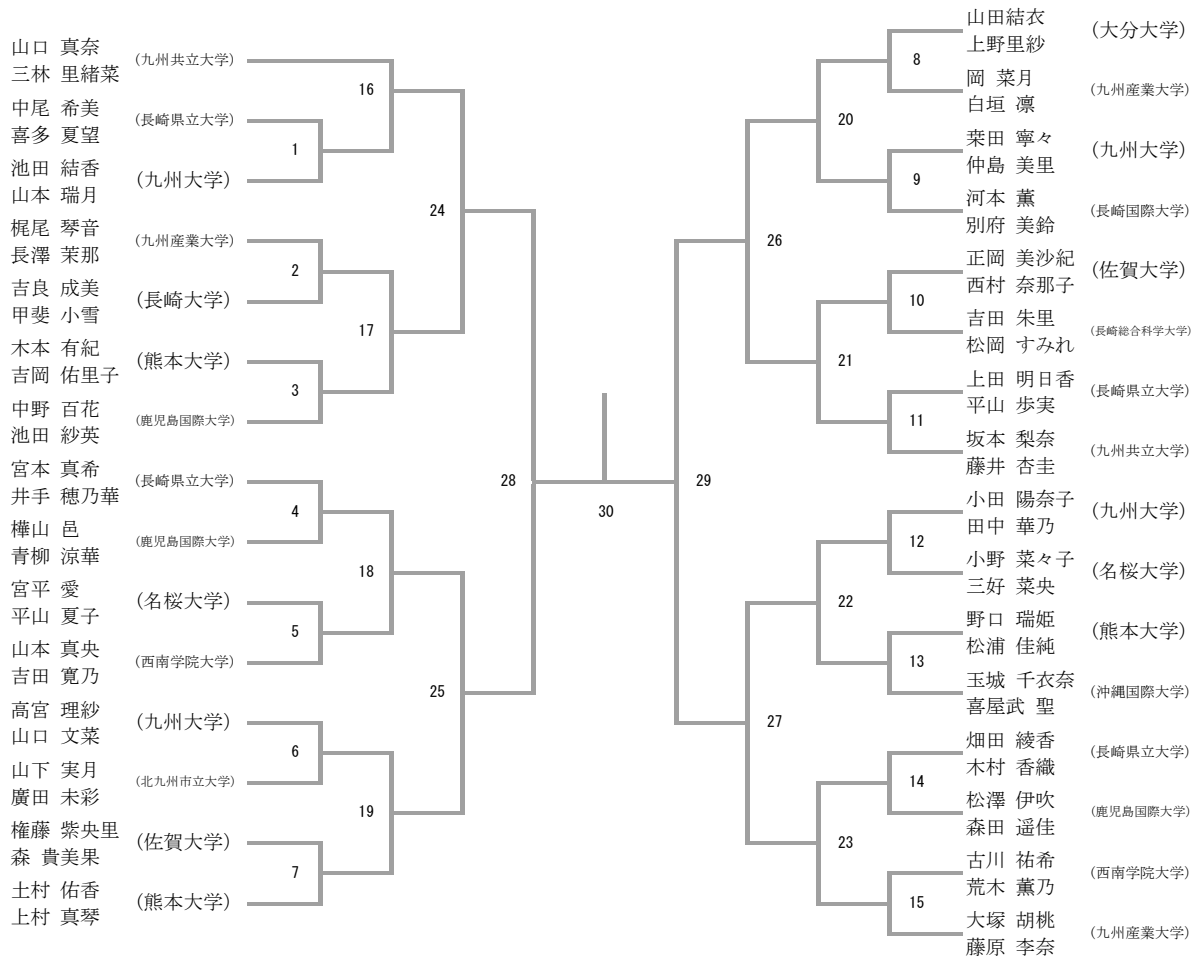 山口 真奈
三林 里緒菜
(九州共立大学)
中尾 希美
喜多 夏望
(長崎県立大学)
池田 結香
山本 瑞月
(九州大学)
梶尾 琴音
長澤 茉那
(九州産業大学)
吉良 成美
甲斐 小雪
(長崎大学)
木本 有紀
吉岡 佑里子
(熊本大学)
中野 百花
池田 紗英
(鹿児島国際大学)
宮本 真希
井手 穂乃華
(長崎県立大学)
樺山 邑
青柳 涼華
(鹿児島国際大学)
宮平 愛
平山 夏子
(名桜大学)
山本 真央
吉田 寛乃
(西南学院大学)
高宮 理紗
山口 文菜
(九州大学)
山下 実月
廣田 未彩
(北九州市立大学)
権藤 紫央里
森 貴美果
(佐賀大学)
土村 佑香
上村 真琴
(熊本大学)
1
2
3
4
5
6
7
16
17
18
19
24
25
28
30
29
26
27
20
21
22
23
8
9
10
11
12
13
14
15
山田結衣
上野里紗
(大分大学)
岡 菜月
白垣 凛
(九州産業大学)
桒田 寧々
仲島 美里
(九州大学)
河本 薫
別府 美鈴
(長崎国際大学)
正岡 美沙紀
西村 奈那子
(佐賀大学)
吉田 朱里
松岡 すみれ
(長崎総合科学大学)
上田 明日香
平山 歩実
(長崎県立大学)
坂本 梨奈
藤井 杏圭
(九州共立大学)
小田 陽奈子
田中 華乃
(九州大学)
小野 菜々子
三好 菜央
(名桜大学)
野口 瑞姫
松浦 佳純
(熊本大学)
玉城 千衣奈
喜屋武 聖
(沖縄国際大学)
畑田 綾香
木村 香織
(長崎県立大学)
松澤 伊吹
森田 遥佳
(鹿児島国際大学)
古川 祐希
荒木 薫乃
(西南学院大学)
大塚 胡桃
藤原 李奈
(九州産業大学)